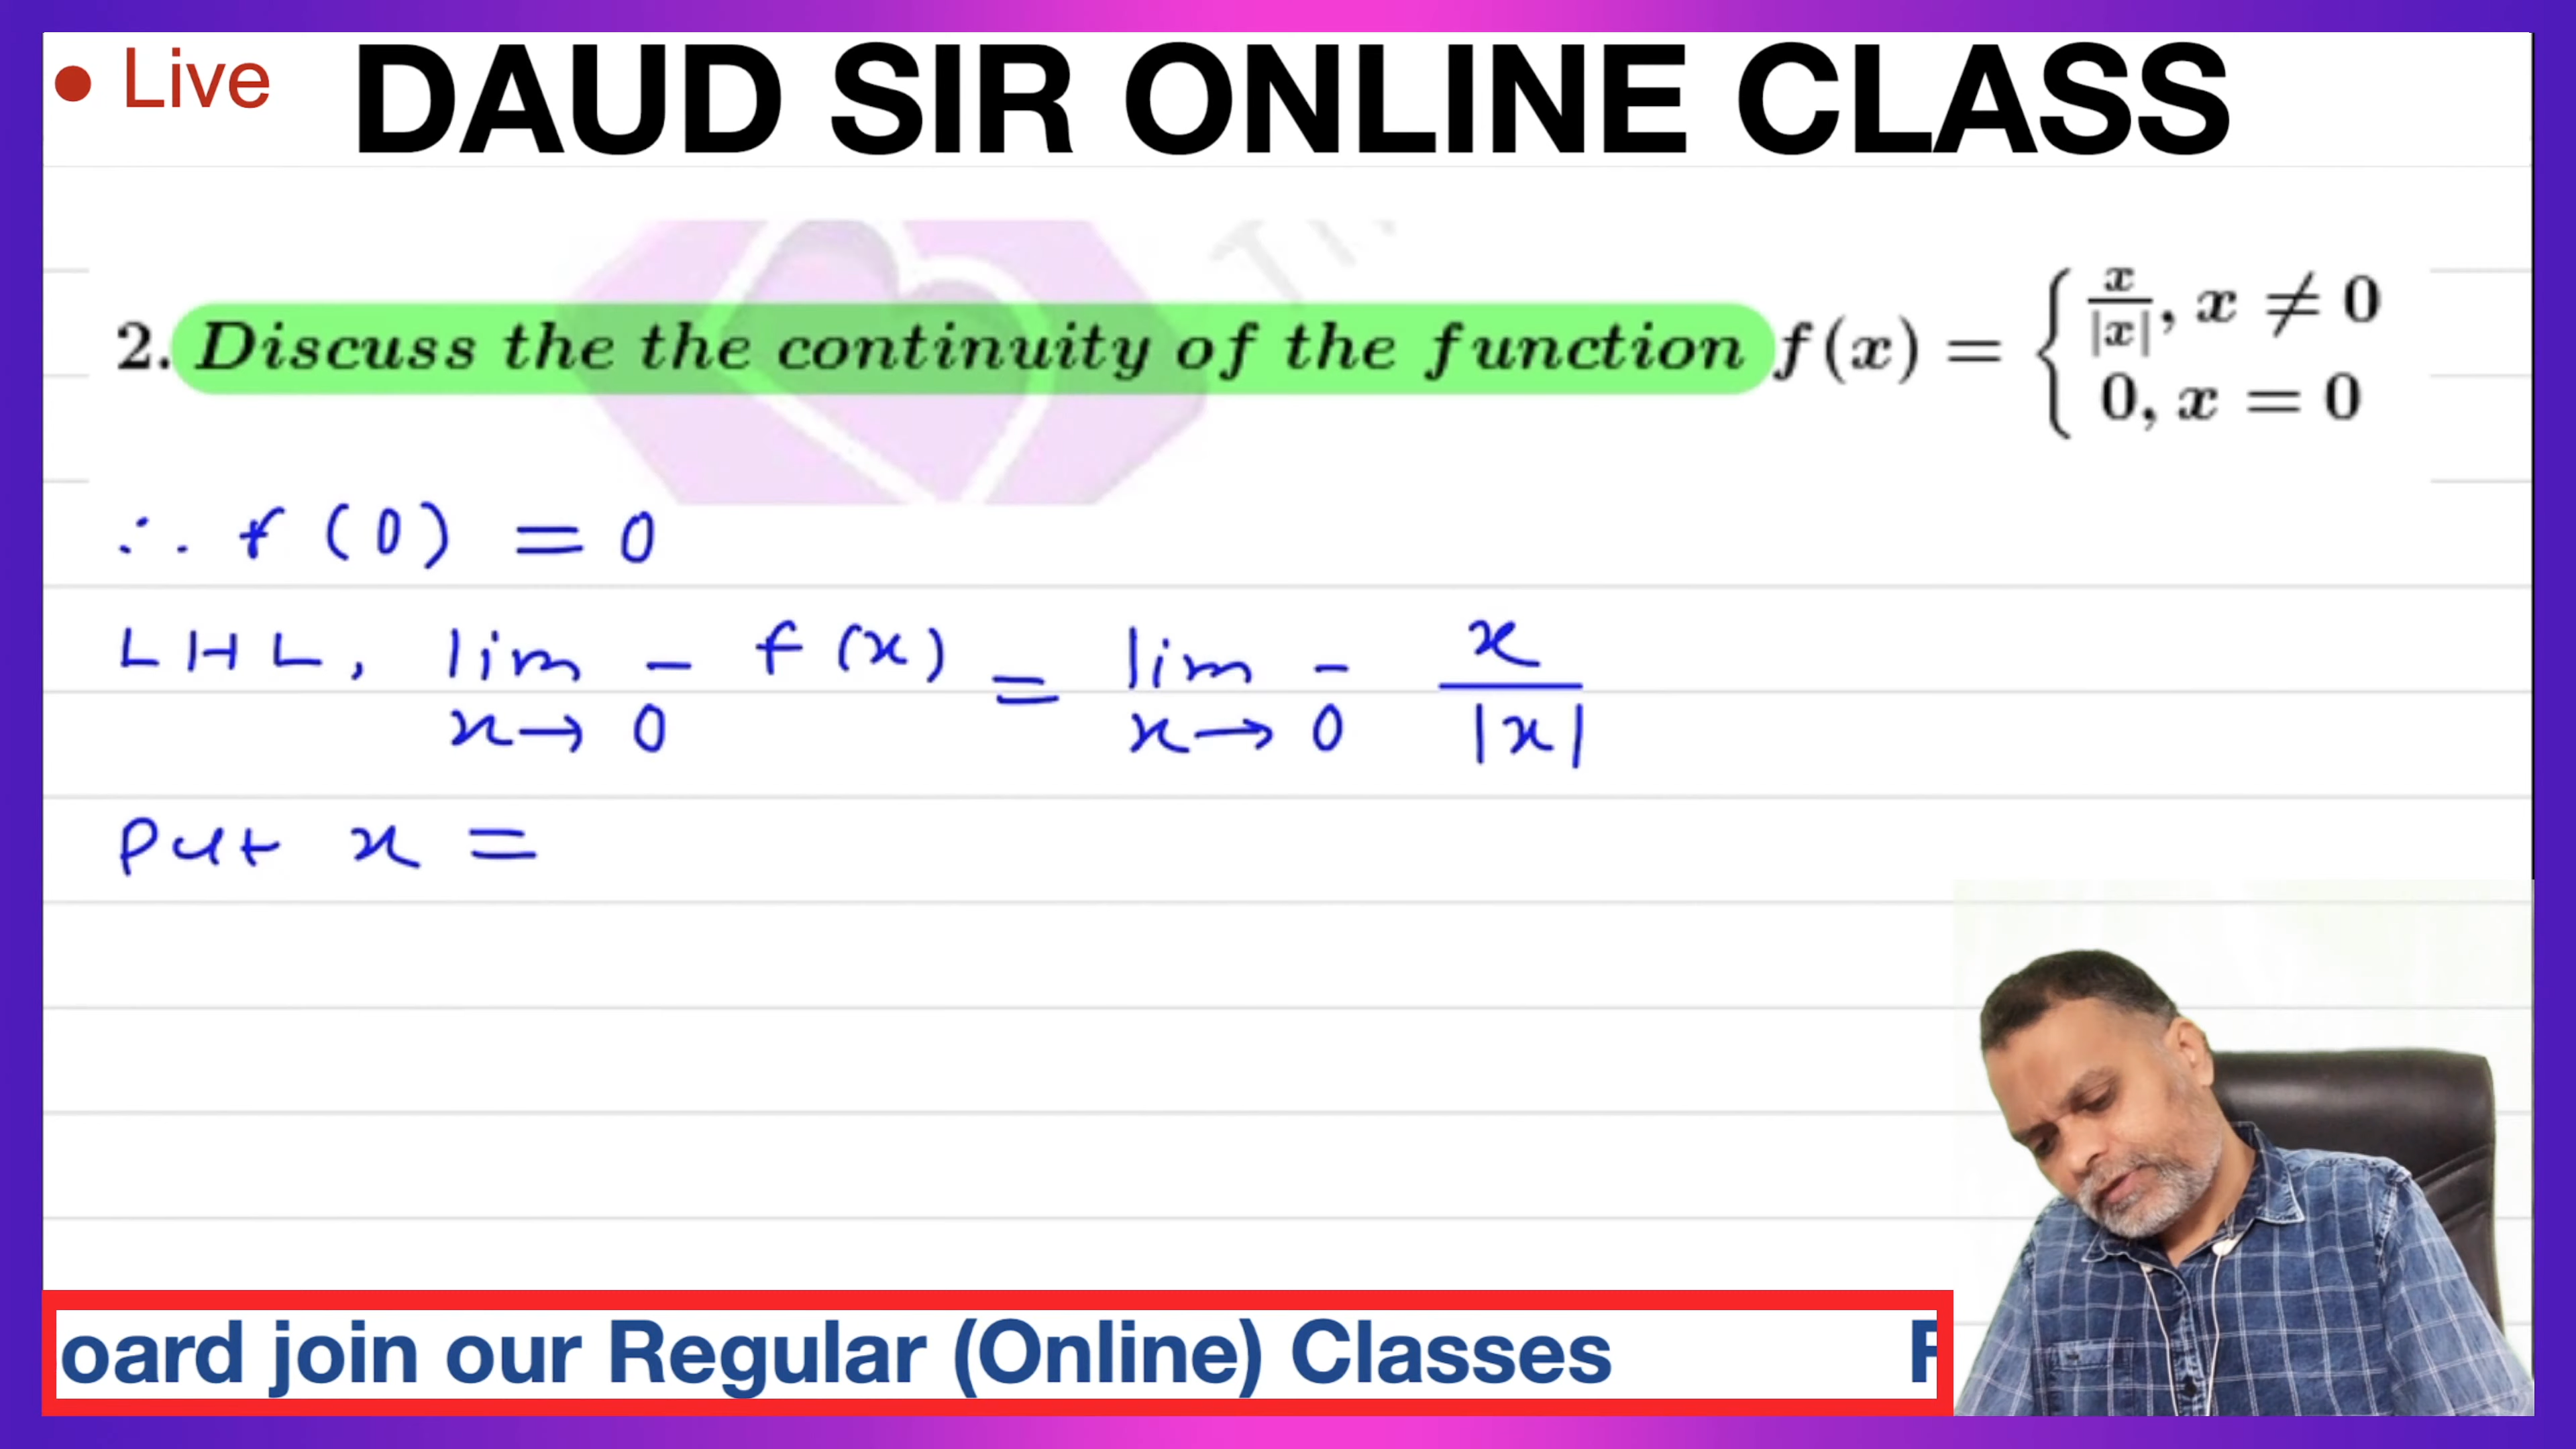 • Live DAUD SIR ONLINE CLASS
2. Discuss the the continuity of the function f(x) = { x/|x|, x ≠ 0
0, x = 0
∴ f(0) = 0
LHL, lim x→0⁻ f(x) = lim x→0⁻ x/|x|
Put x =
oard join our Regular (Online) Classes